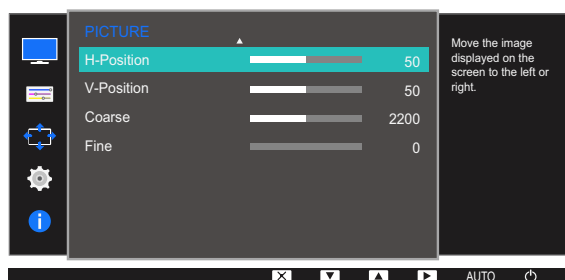 PICTURE
H-Position 50
V-Position 50
Coarse 2200
Fine 0
Move the image
displayed on the
screen to the left or
right.
AUTO